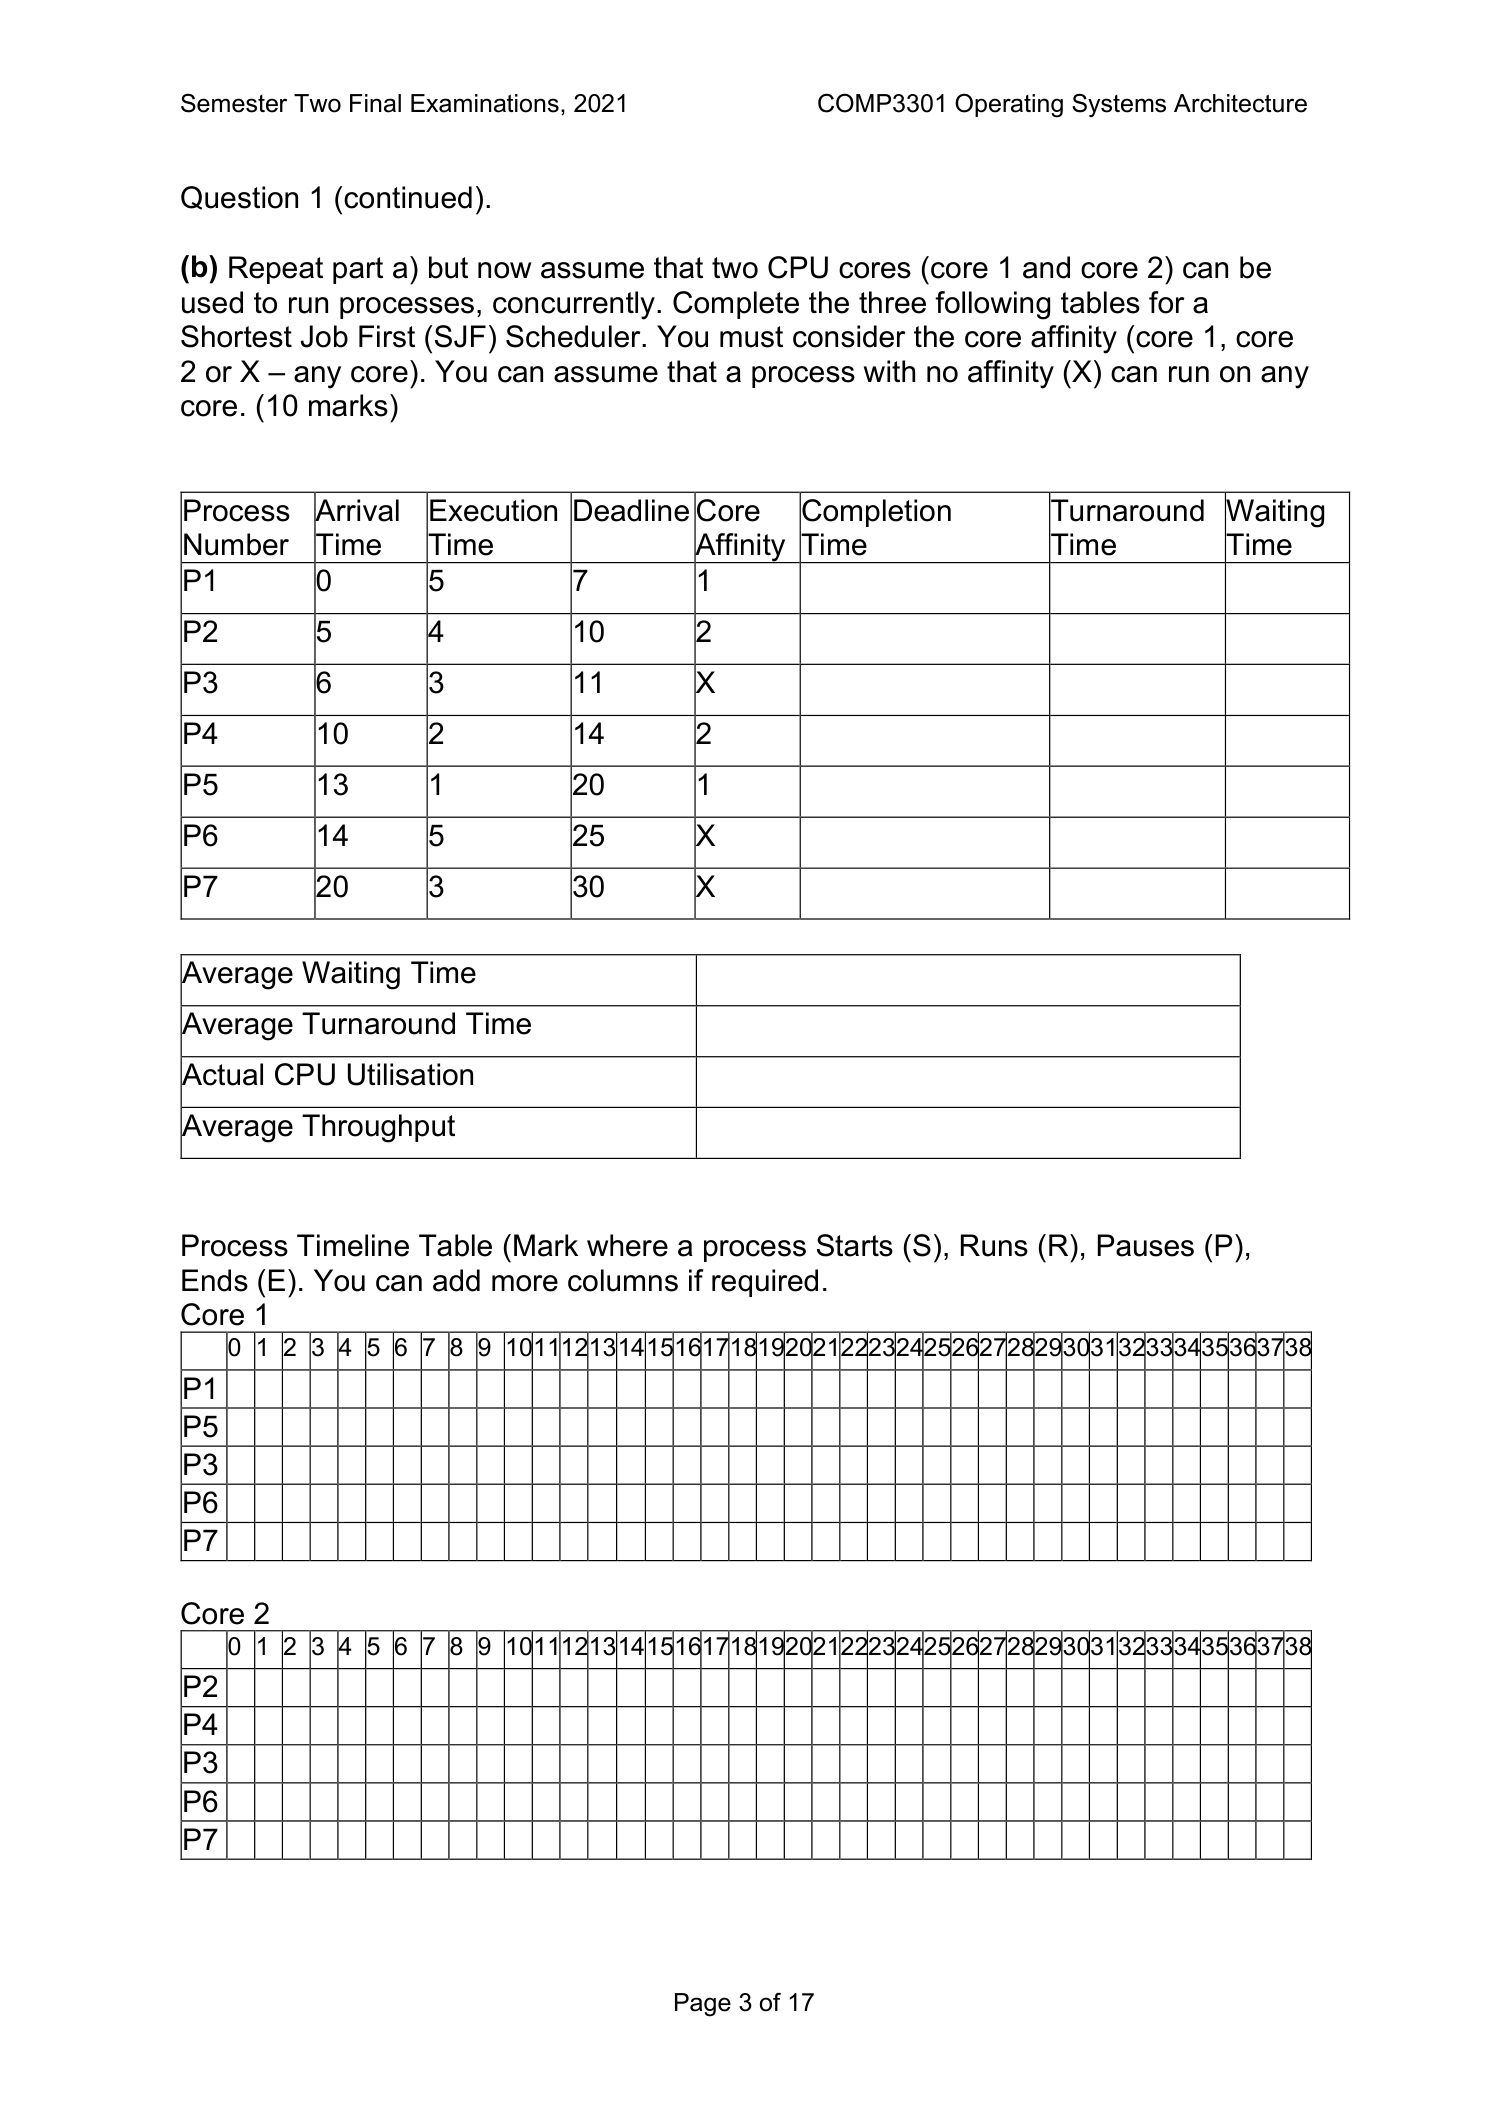 Semester Two Final Examinations, 2021 COMP3301 Operating Systems Architecture
Question 1 (continued).
(b) Repeat part a) but now assume that two CPU cores (core 1 and core 2) can be
used to run processes, concurrently. Complete the three following tables for a
Shortest Job First (SJF) Scheduler. You must consider the core affinity (core 1, core
2 or X – any core). You can assume that a process with no affinity (X) can run on any
core. (10 marks)
Process Arrival Execution Deadline Core Completion Turnaround Waiting
Number Time Time Affinity Time Time Time
P1 0 5 7 1
P2 5 4 10 2
P3 6 3 11 X
P4 10 2 14 2
P5 13 1 20 1
P6 14 5 25 X
P7 20 3 30 X
Average Waiting Time
Average Turnaround Time
Actual CPU Utilisation
Average Throughput
Process Timeline Table (Mark where a process Starts (S), Runs (R), Pauses (P),
Ends (E). You can add more columns if required.
Core 1
0 1 2 3 4 5 6 7 8 9 10 11 12 13 14 15 16 17 18 19 20 21 22 23 24 25 26 27 28 29 30 31 32 33 34 35 36 37 38
P1
P5
P3
P6
P7
Core 2
0 1 2 3 4 5 6 7 8 9 10 11 12 13 14 15 16 17 18 19 20 21 22 23 24 25 26 27 28 29 30 31 32 33 34 35 36 37 38
P2
P4
P3
P6
P7
Page 3 of 17